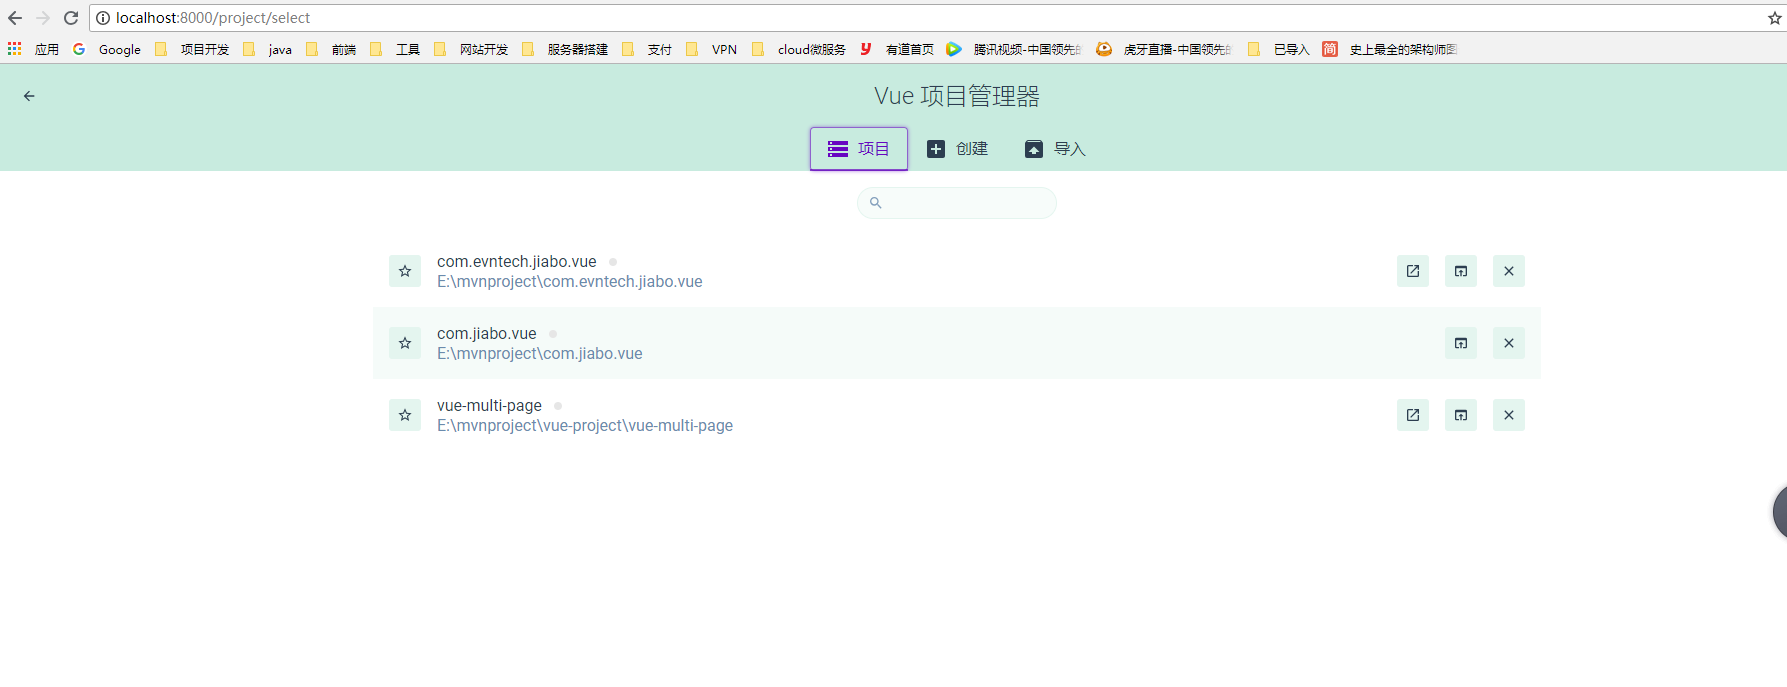 localhost:8000/project/select
应用 Google 项目开发 java 前端 工具 网站开发 服务器搭建 支付 VPN cloud微服务 有道首页 腾讯视频-中国领先的 虎牙直播-中国领先的 已导入 简 史上最全的架构师图
Vue 项目管理器
项目 创建 导入
com.evntech.jiabo.vue
E:\mvnproject\com.evntech.jiabo.vue
com.jiabo.vue
E:\mvnproject\com.jiabo.vue
vue-multi-page
E:\mvnproject\vue-project\vue-multi-page